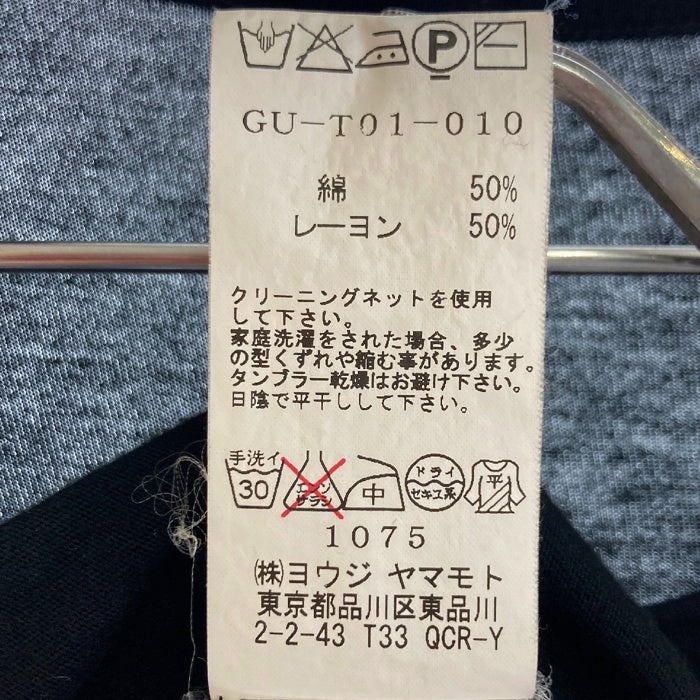 P
GU-T01-010
綿 50%
レーヨン 50%
クリーニングネットを使用
して下さい。
家庭洗濯をされた場合、多少
の型くずれや縮む事があります。
タンブラー乾燥はお避け下さい。
日陰で平干しして下さい。
手洗イ
30
エンソ
サラシ
中
ドライ
セキユ系
平
1075
㈱ヨウジ ヤマモト
東京都品川区東品川
2-2-43 T33 QCR-Y